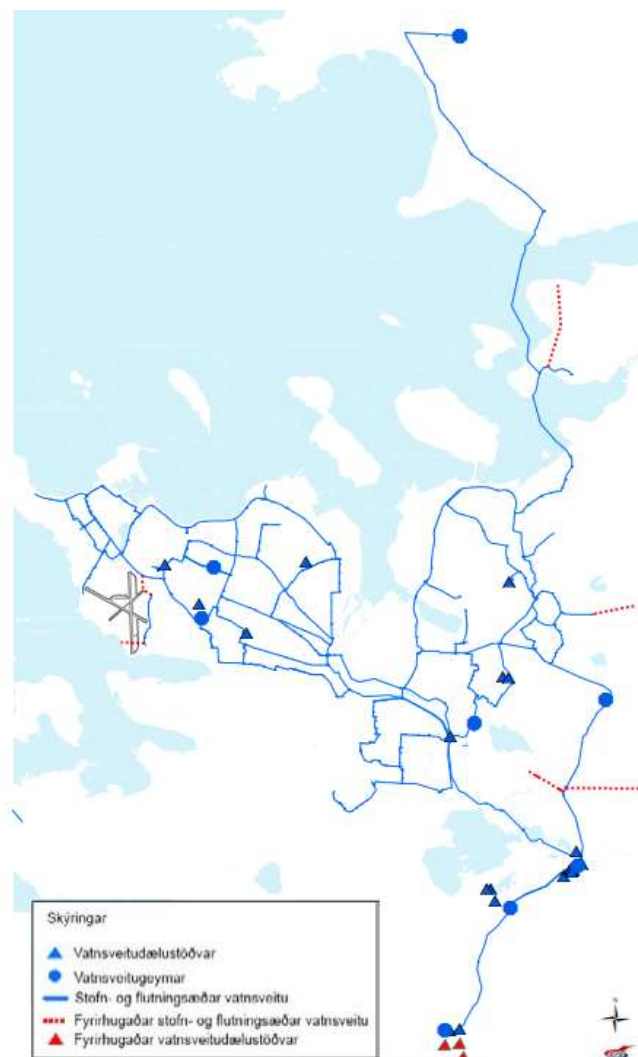 Skýringar
Vatnsveitudælustöðvar
Vatnsveitugeymar
Stofn- og flutningsæðar vatnsveitu
Fyrirhugaðar stofn- og flutningsæðar vatnsveitu
Fyrirhugaðar vatnsveitudælustöðvar